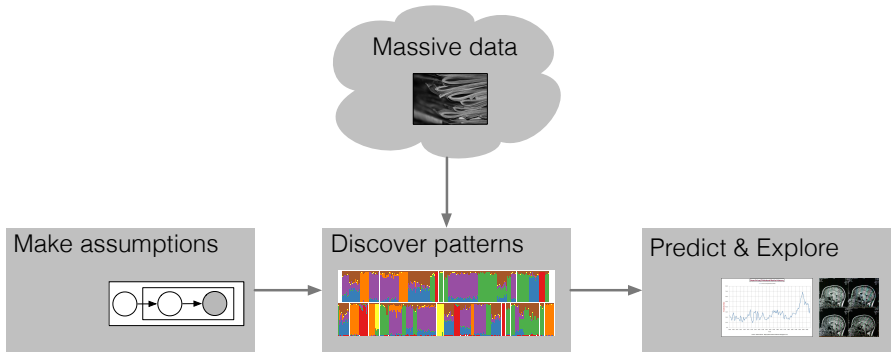 Massive data
Make assumptions
Discover patterns
Predict & Explore